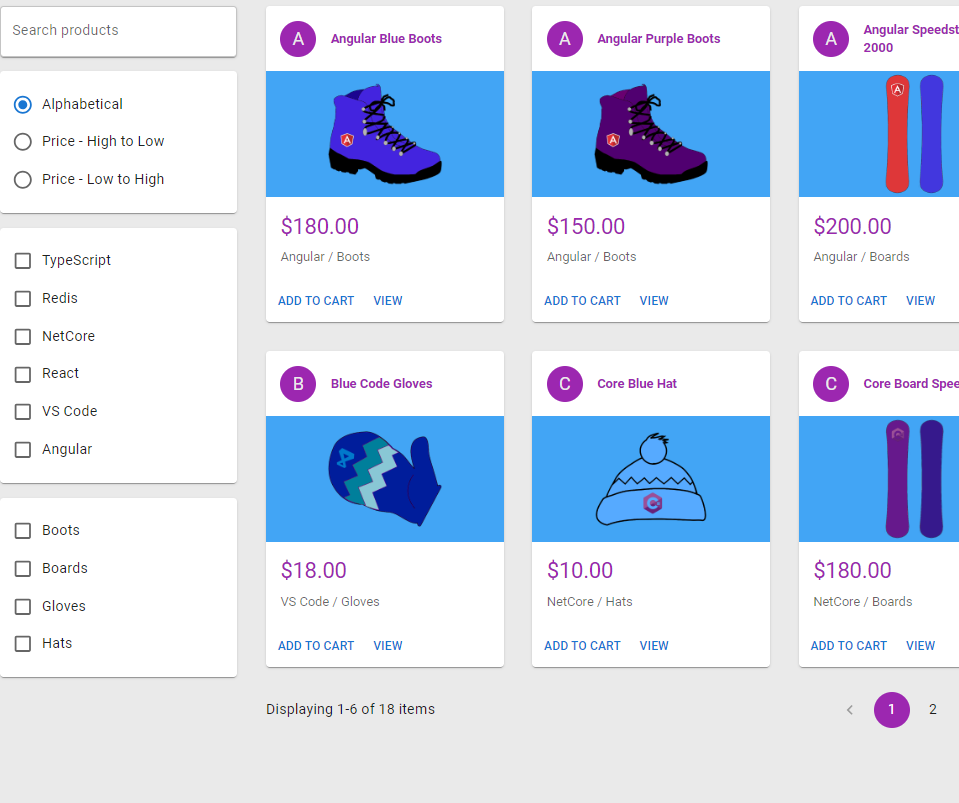 Search products
Alphabetical
Price - High to Low
Price - Low to High
TypeScript
Redis
NetCore
React
VS Code
Angular
Boots
Boards
Gloves
Hats
A
Angular Blue Boots
A
$180.00
Angular / Boots
ADD TO CART VIEW
A
Angular Purple Boots
A
$150.00
Angular / Boots
ADD TO CART VIEW
A
Angular
2000
A
$200.00
Angular / Boards
ADD TO CART VIEW
B
Blue Code Gloves
$18.00
VS Code / Gloves
ADD TO CART VIEW
C
Core Blue Hat
C
$10.00
NetCore / Hats
ADD TO CART VIEW
C
Core Board
$180.00
NetCore / Boards
ADD TO CART VIEW
Displaying 1-6 of 18 items
1 2